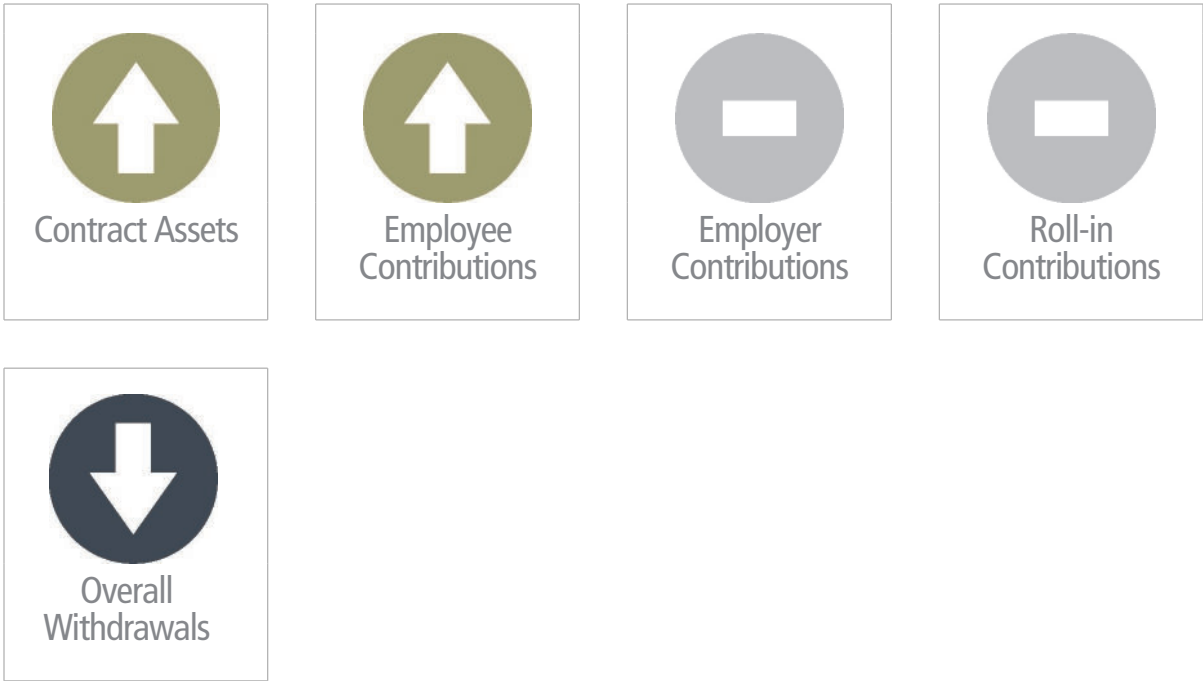 Contract Assets
Employee
Contributions
Employer
Contributions
Roll-in
Contributions
Overall
Withdrawals